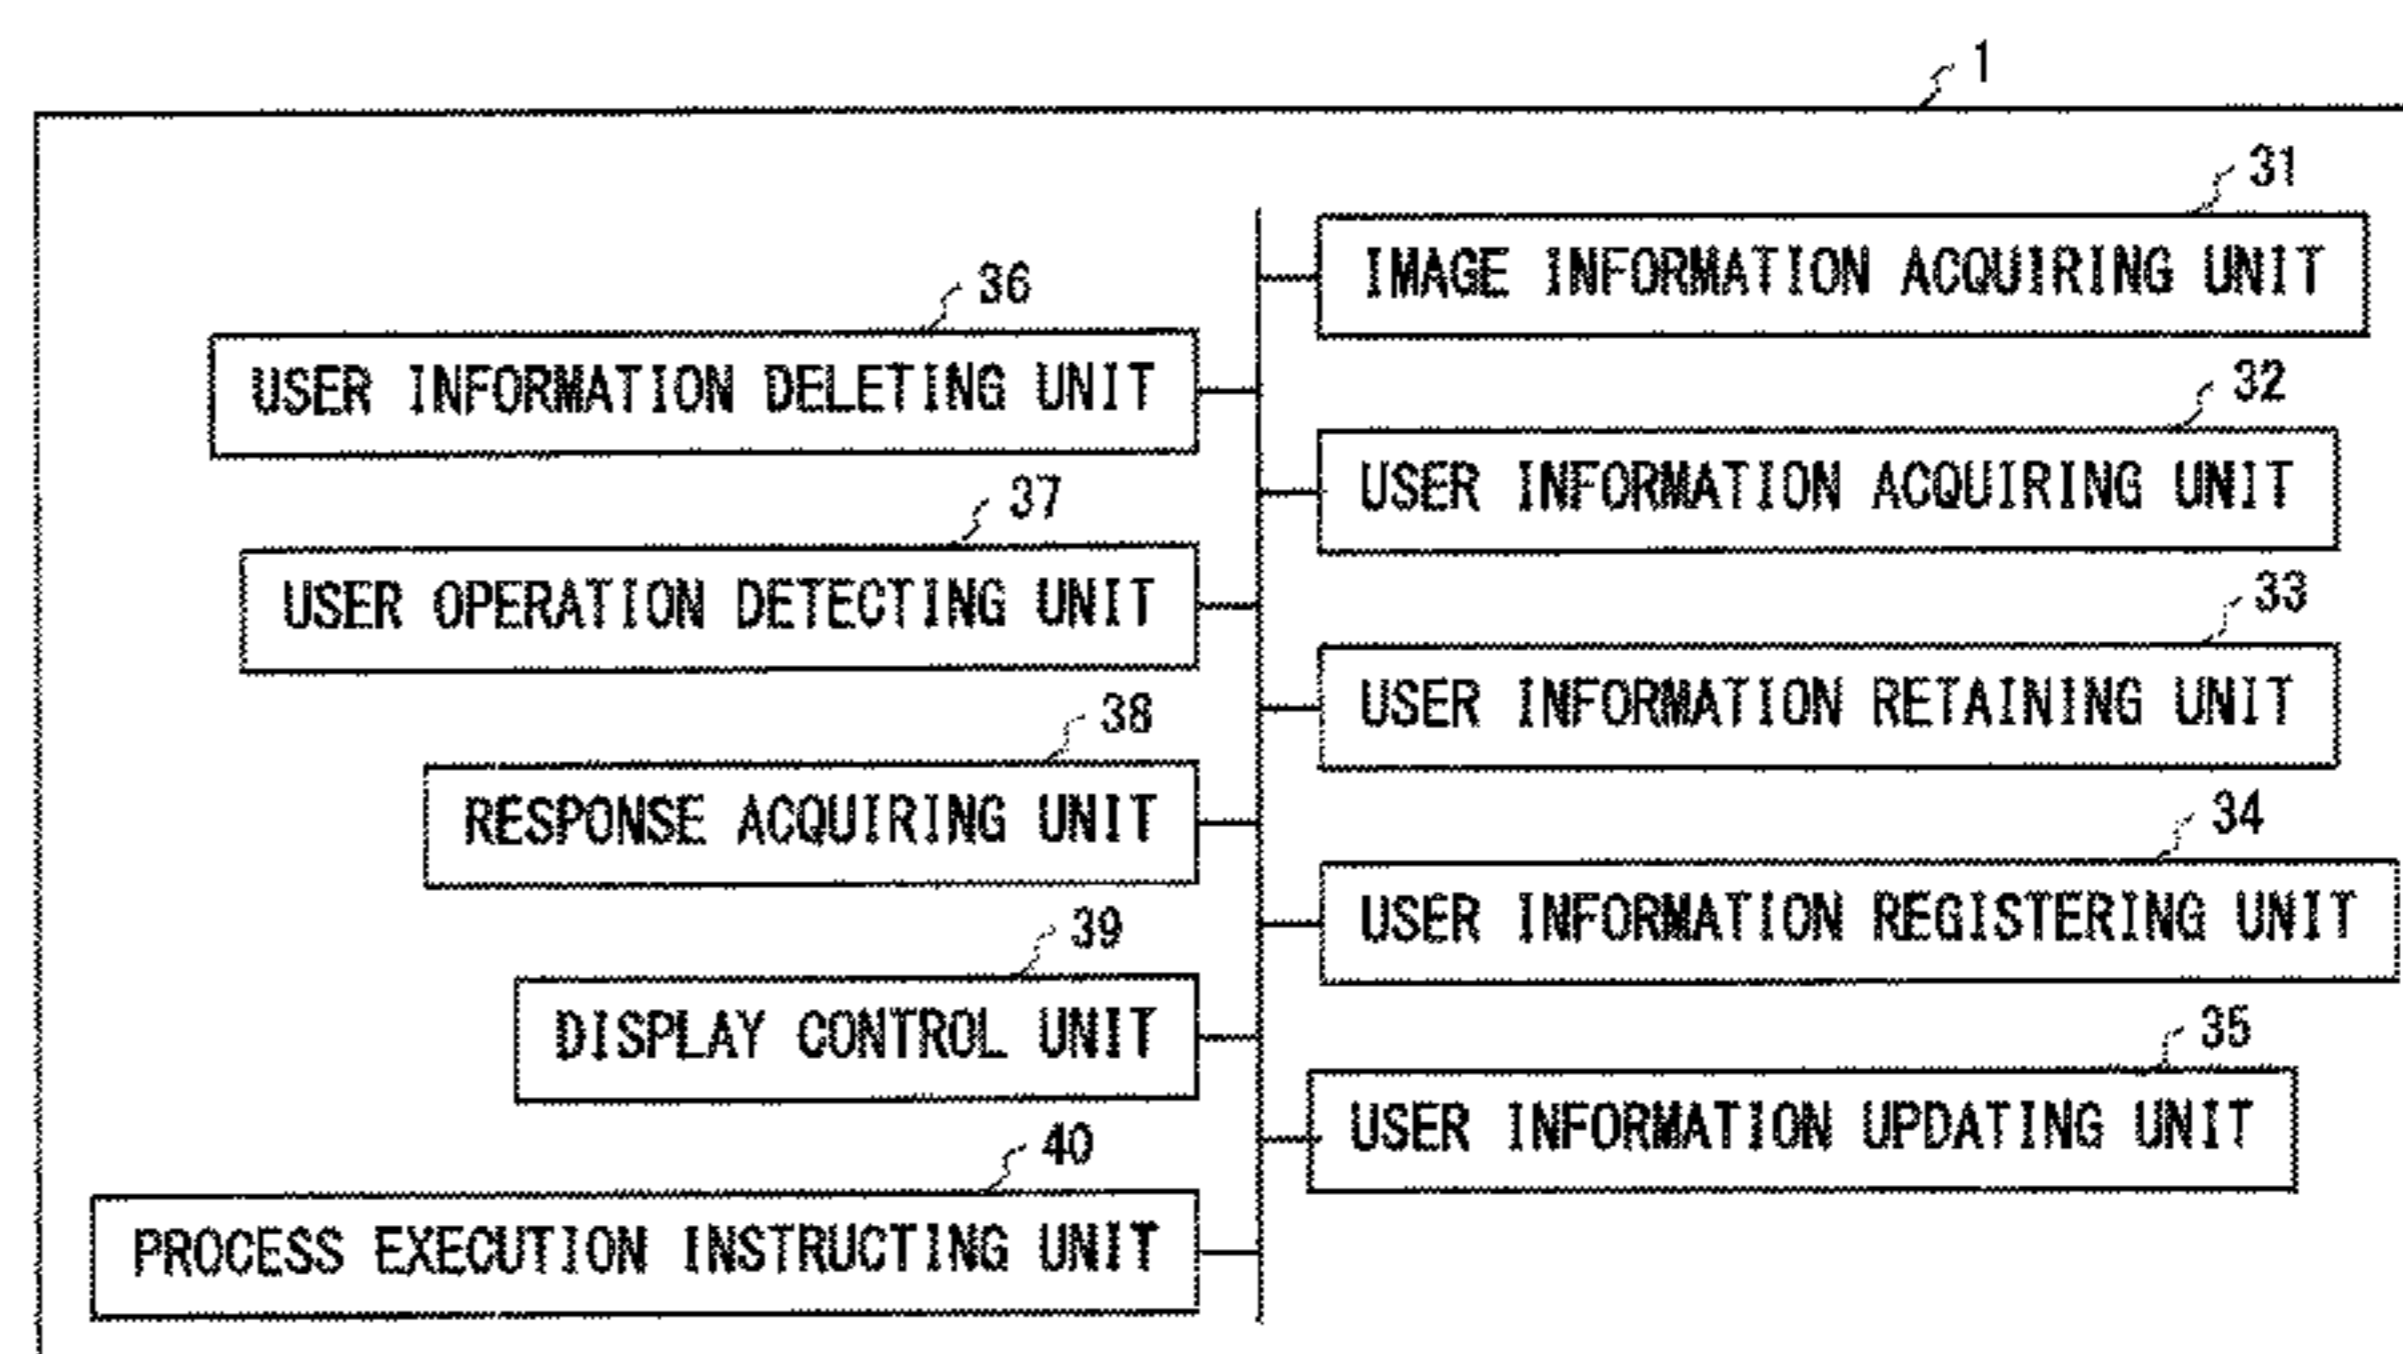 1
31
IMAGE INFORMATION ACQUIRING UNIT
36
USER INFORMATION DELETING UNIT
32
USER INFORMATION ACQUIRING UNIT
37
USER OPERATION DETECTING UNIT
33
USER INFORMATION RETAINING UNIT
38
RESPONSE ACQUIRING UNIT
34
USER INFORMATION REGISTERING UNIT
39
DISPLAY CONTROL UNIT
35
USER INFORMATION UPDATING UNIT
40
PROCESS EXECUTION INSTRUCTING UNIT